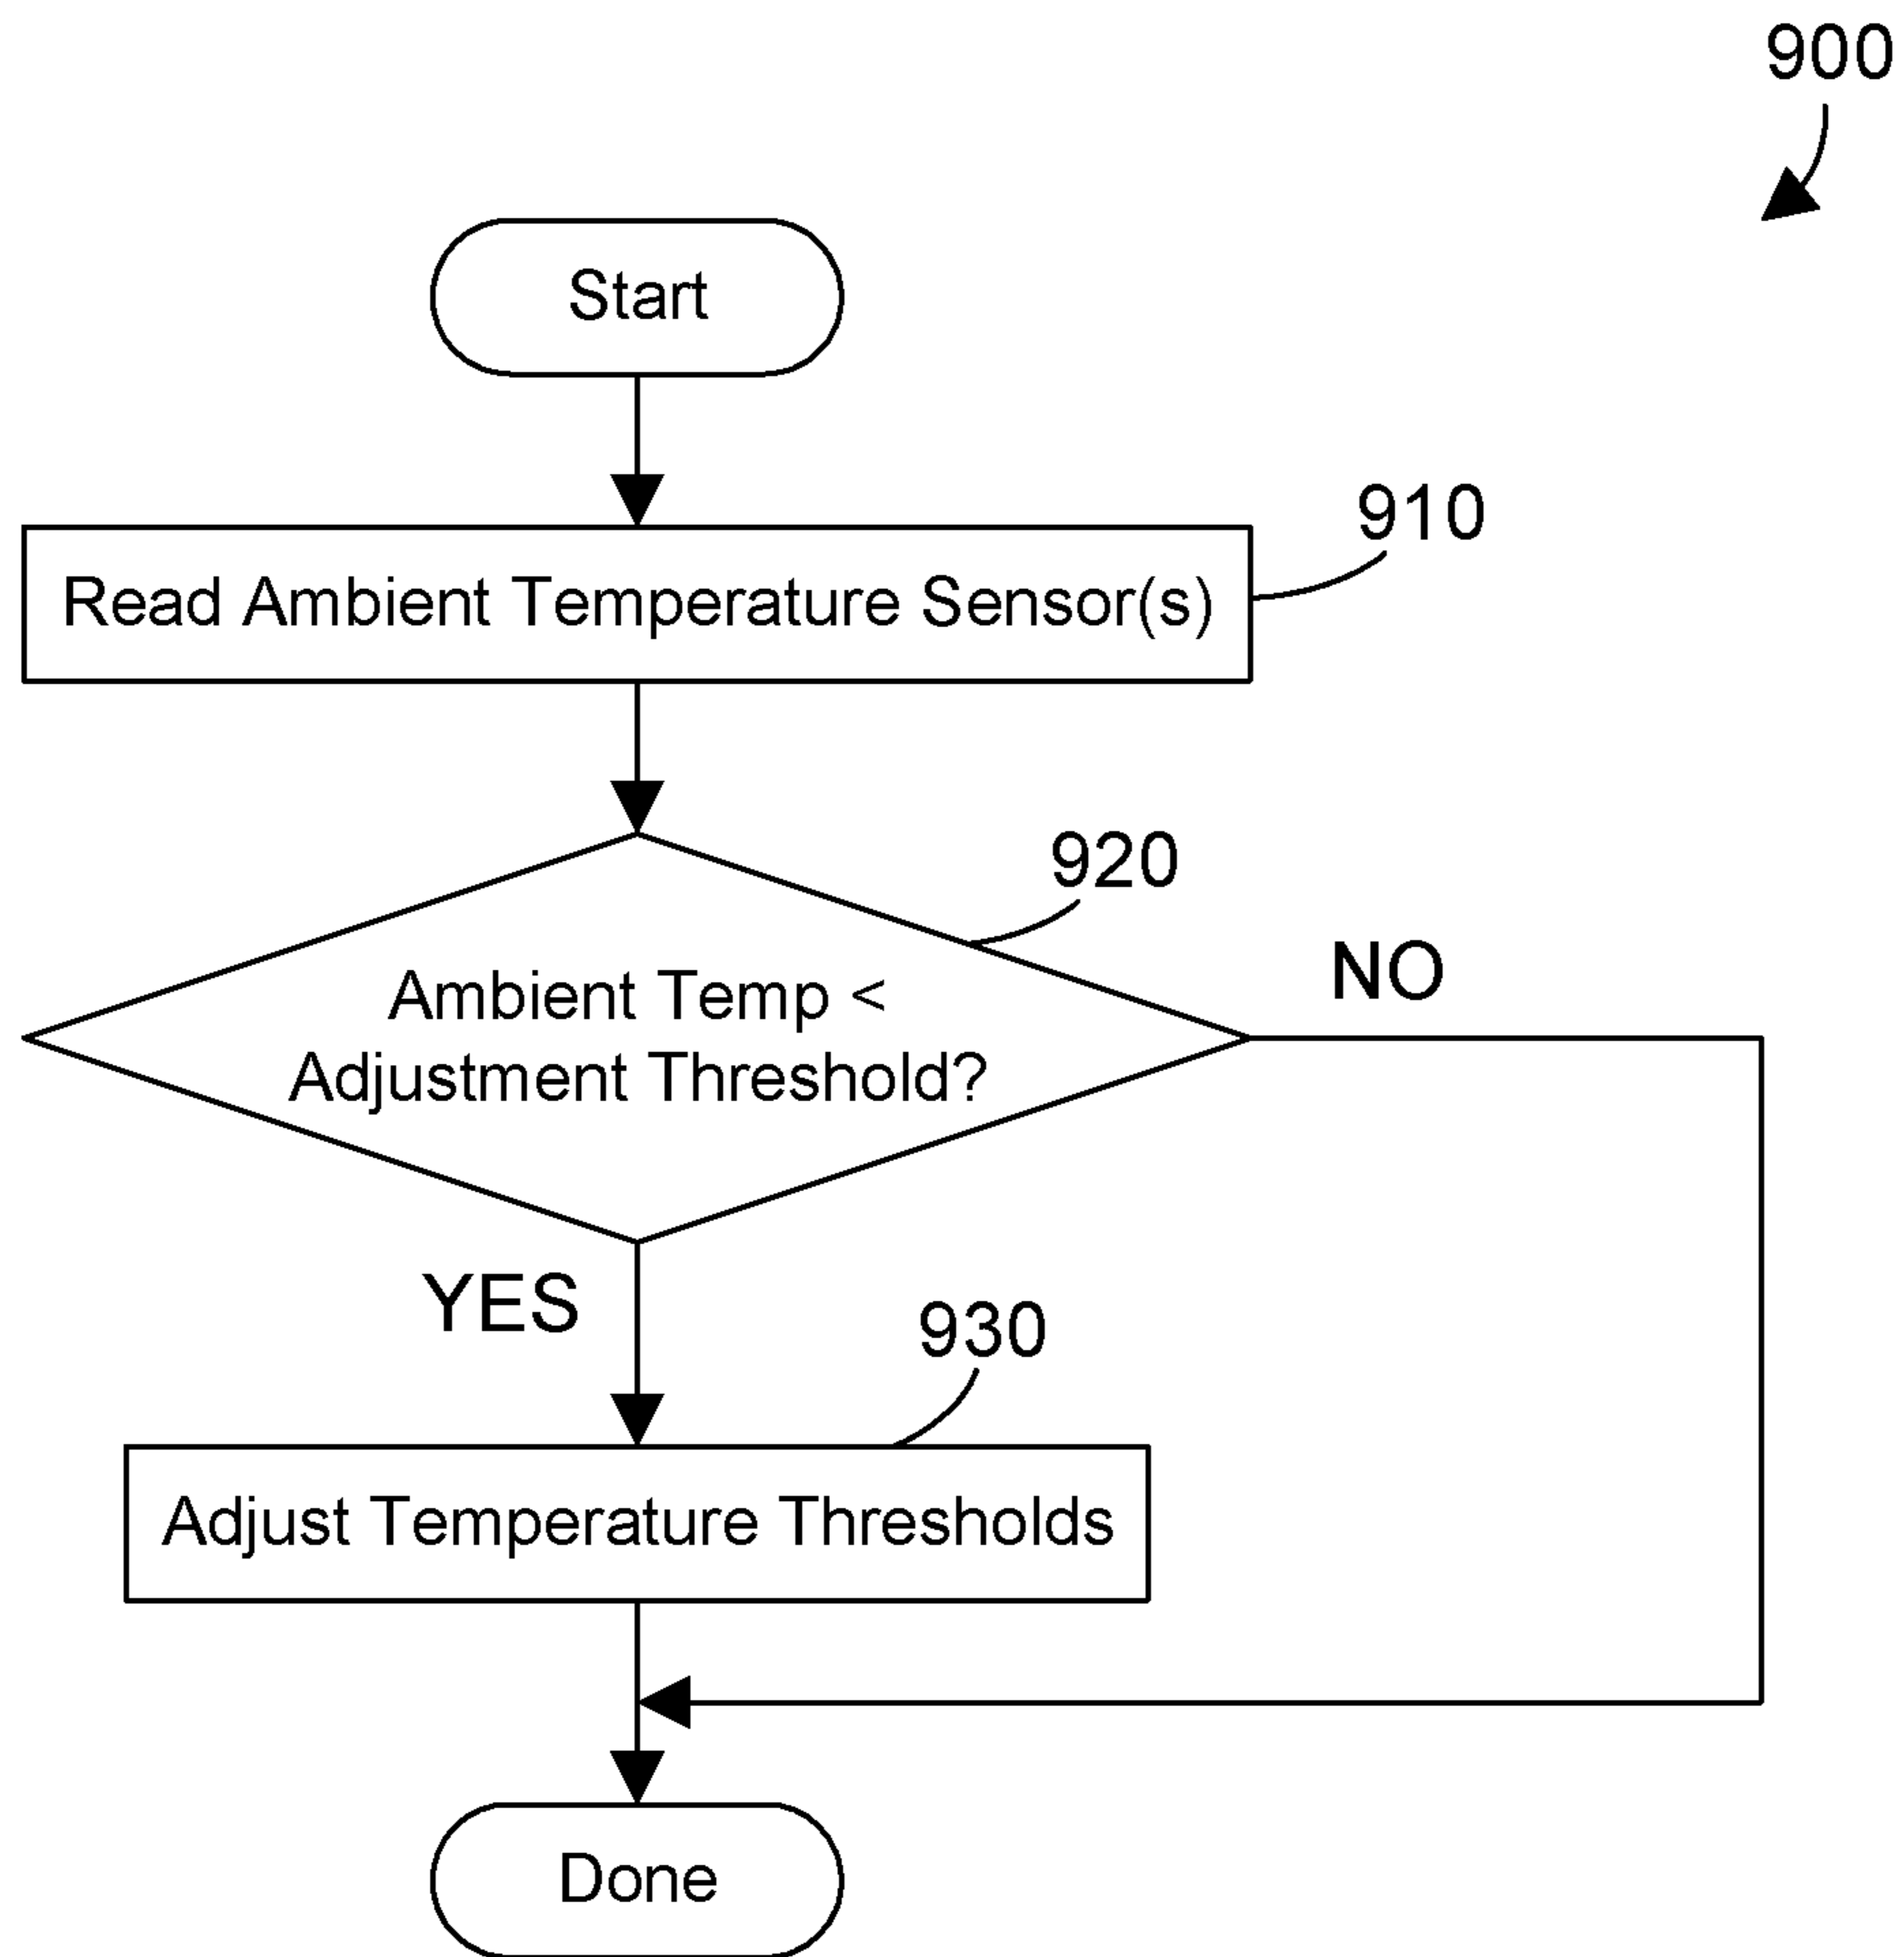 900
Start
910
Read Ambient Temperature Sensor(s)
920
NO
Ambient Temp <
Adjustment Threshold?
YES
930
Adjust Temperature Thresholds
Done